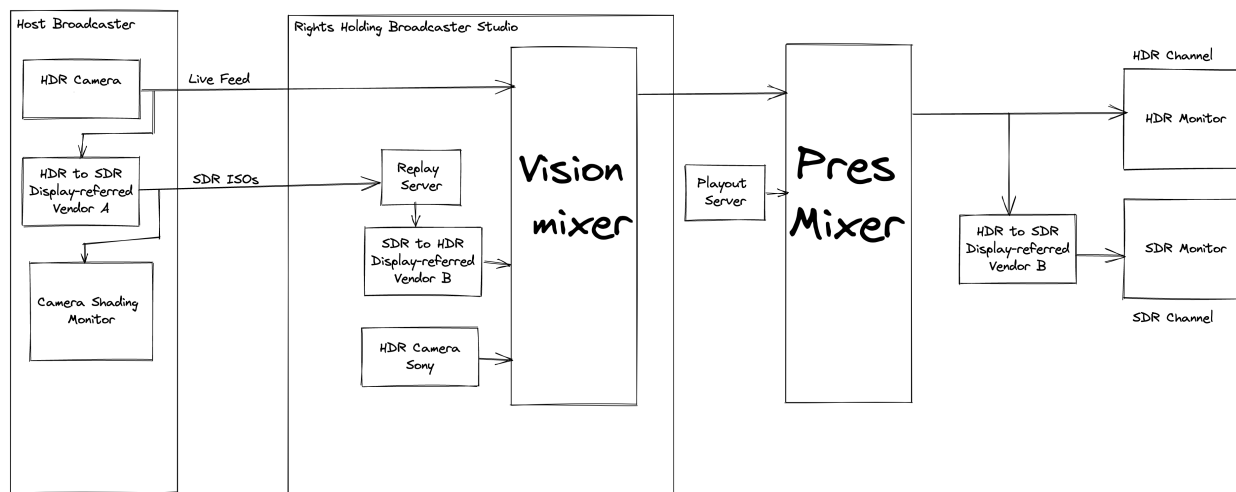 Host Broadcaster
HDR Camera
Live Feed
HDR to SDR
Display-referred
Vendor A
SDR ISOs
Camera Shading
Monitor
Rights Holding Broadcaster Studio
Replay
Server
SDR to HDR
Display-referred
Vendor B
HDR Camera
Sony
Vision
mixer
Playout
Server
Pres
Mixer
HDR Channel
HDR Monitor
HDR to SDR
Display-referred
Vendor B
SDR Monitor
SDR Channel